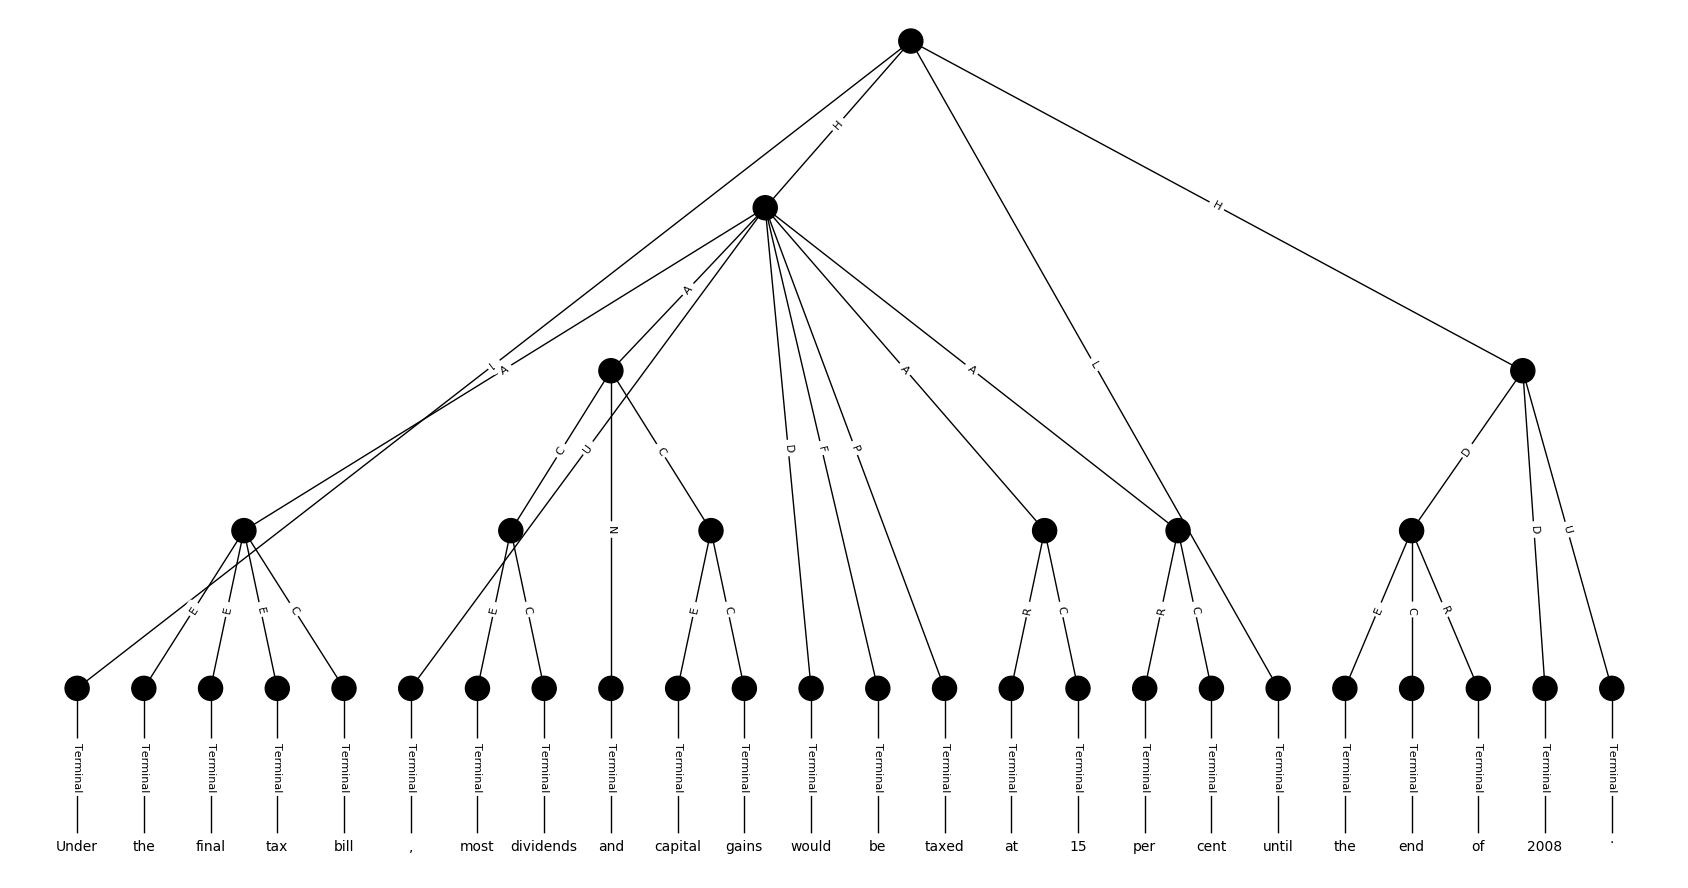 H
H
A
L
A
A
A
L
C
U
C
D
F
P
D
N
D
U
E
E
E
C
E
C
E
C
R
C
R
C
E
C
R
Terminal Terminal Terminal Terminal Terminal Terminal Terminal Terminal Terminal Terminal Terminal Terminal Terminal Terminal Terminal Terminal Terminal Terminal Terminal Terminal Terminal Terminal Terminal Terminal
Under the final tax bill , most dividends and capital gains would be taxed at 15 per cent until the end of 2008 .